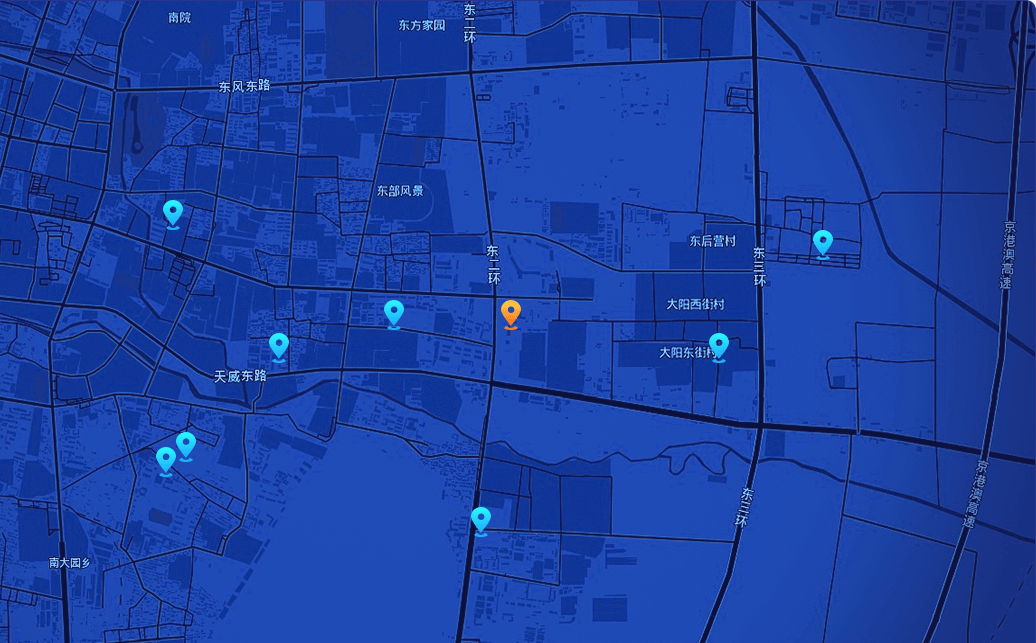 南院
东方家园
东二环
东风东路
东部风景
东后营村
东二环
东三环
京港澳高速
大阳西街村
大阳东街村
天威东路
京港澳高速
东三环
南大园乡